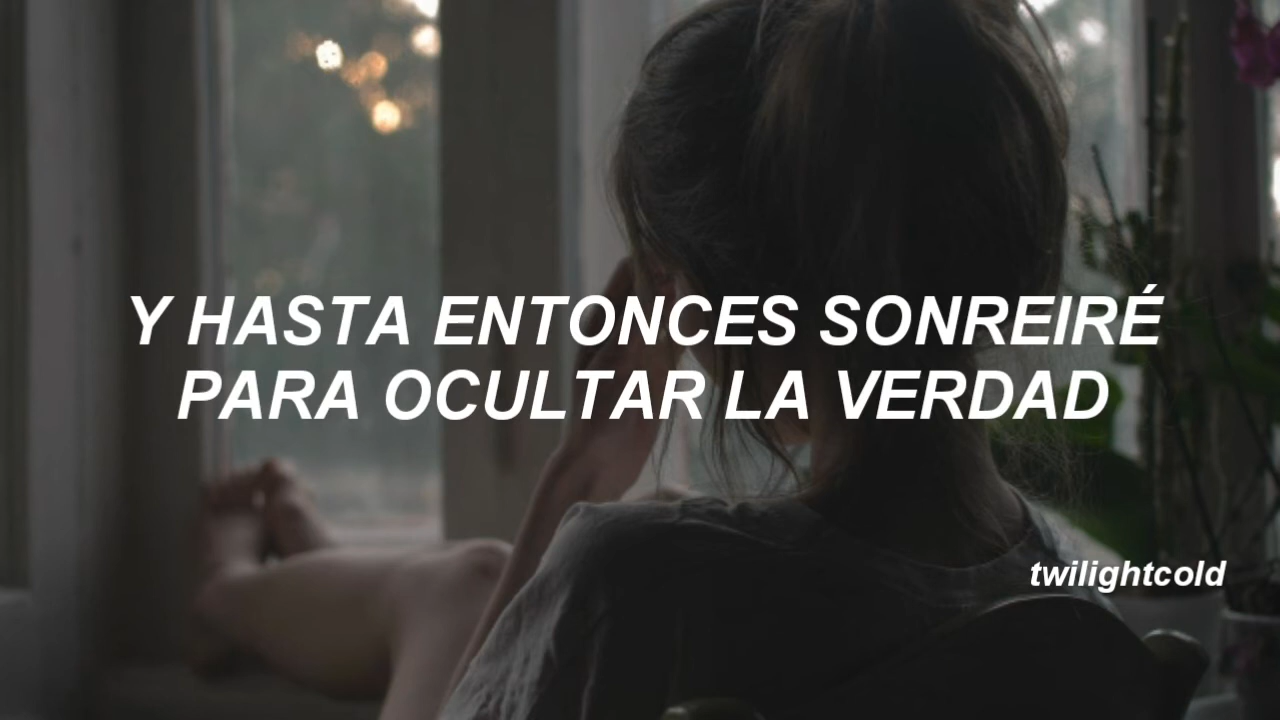 Y HASTA ENTONCES SONREIRÉ
PARA OCULTAR LA VERDAD
twilightcold